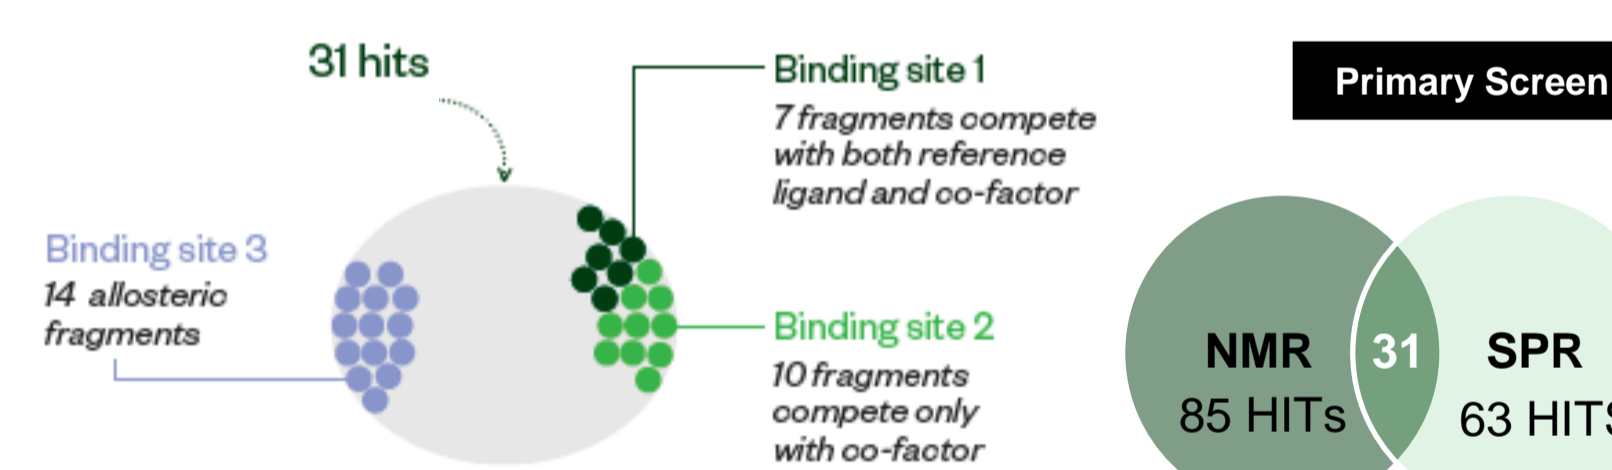 31 hits
Binding site 1
7 fragments compete
with both reference
ligand and co-factor
Binding site 3
14 allosteric
fragments
Binding site 2
10 fragments
compete only
with co-factor
Primary Screen
NMR
85 HITs
31
SPR
63 HITS